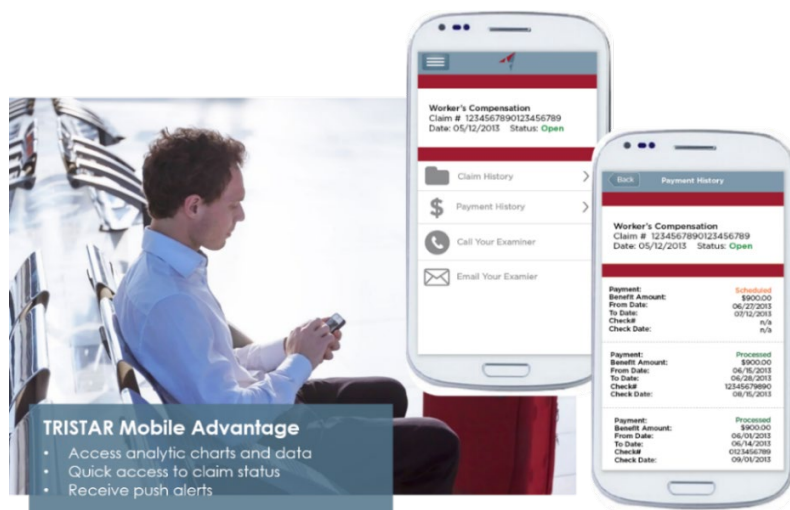 Worker's Compensation
Claim # 1234567890123456789
Date: 05/12/2013 Status: Open
Claim History
Payment History
Call Your Examiner
Email Your Examier
Back Payment History
Worker's Compensation
Claim # 1234567890123456789
Date: 05/12/2013 Status: Open
Payment: Scheduled
Benefit Amount: $900.00
From Date: 06/27/2013
To Date: 07/12/2013
Check# n/a
Check Date: n/a
Payment: Processed
Benefit Amount: $900.00
From Date: 06/15/2013
To Date: 06/28/2013
Check# 12345679890
Check Date: 08/15/2013
Payment: Processed
Benefit Amount: $900.00
From Date: 06/01/2013
To Date: 06/14/2013
Check# 0123456789
Check Date: 09/01/2013
TRISTAR Mobile Advantage
• Access analytic charts and data
• Quick access to claim status
• Receive push alerts